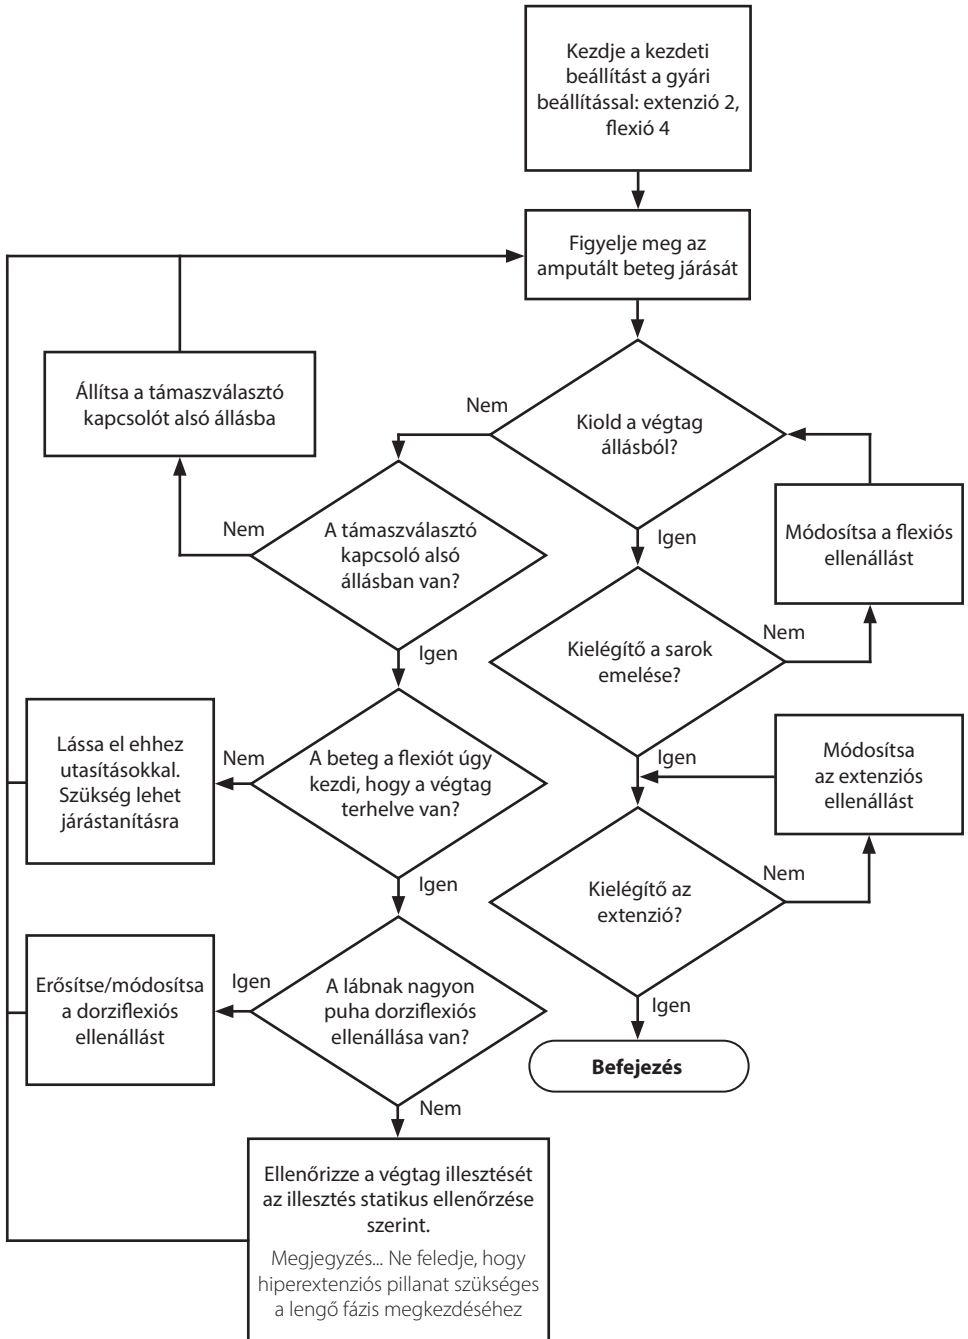 Kezdje a kezdeti
beállítást a gyári
beállítással: extenzió 2,
flexió 4
Figyelje meg az
amputált beteg járását
Állítsa a támaszválasztó
kapcsolót alsó állásba
Nem
Kiold a végtag
állásból?
Nem
A támaszválasztó
kapcsoló alsó
állásban van?
Igen
Módosítsa a flexiós
ellenállást
Igen
Kielégítő a sarok
emelése?
Nem
Lássa el ehhez
utasításokkal.
Szükség lehet
járástanításra
Nem
A beteg a flexiót úgy
kezdi, hogy a végtag
terhelve van?
Igen
Módosítsa
az extenziós
ellenállást
Igen
Kielégítő az
extenzió?
Nem
Erősítse/módosítsa
a dorziflexiós
ellenállást
Igen
A lábnak nagyon
puha dorziflexiós
ellenállása van?
Igen
Befejezés
Nem
Ellenőrizze a végtag illesztését
az illesztés statikus ellenőrzése
szerint.
Megjegyzés... Ne feledje, hogy
hiperextenziós pillanat szükséges
a lengő fázis megkezdéséhez